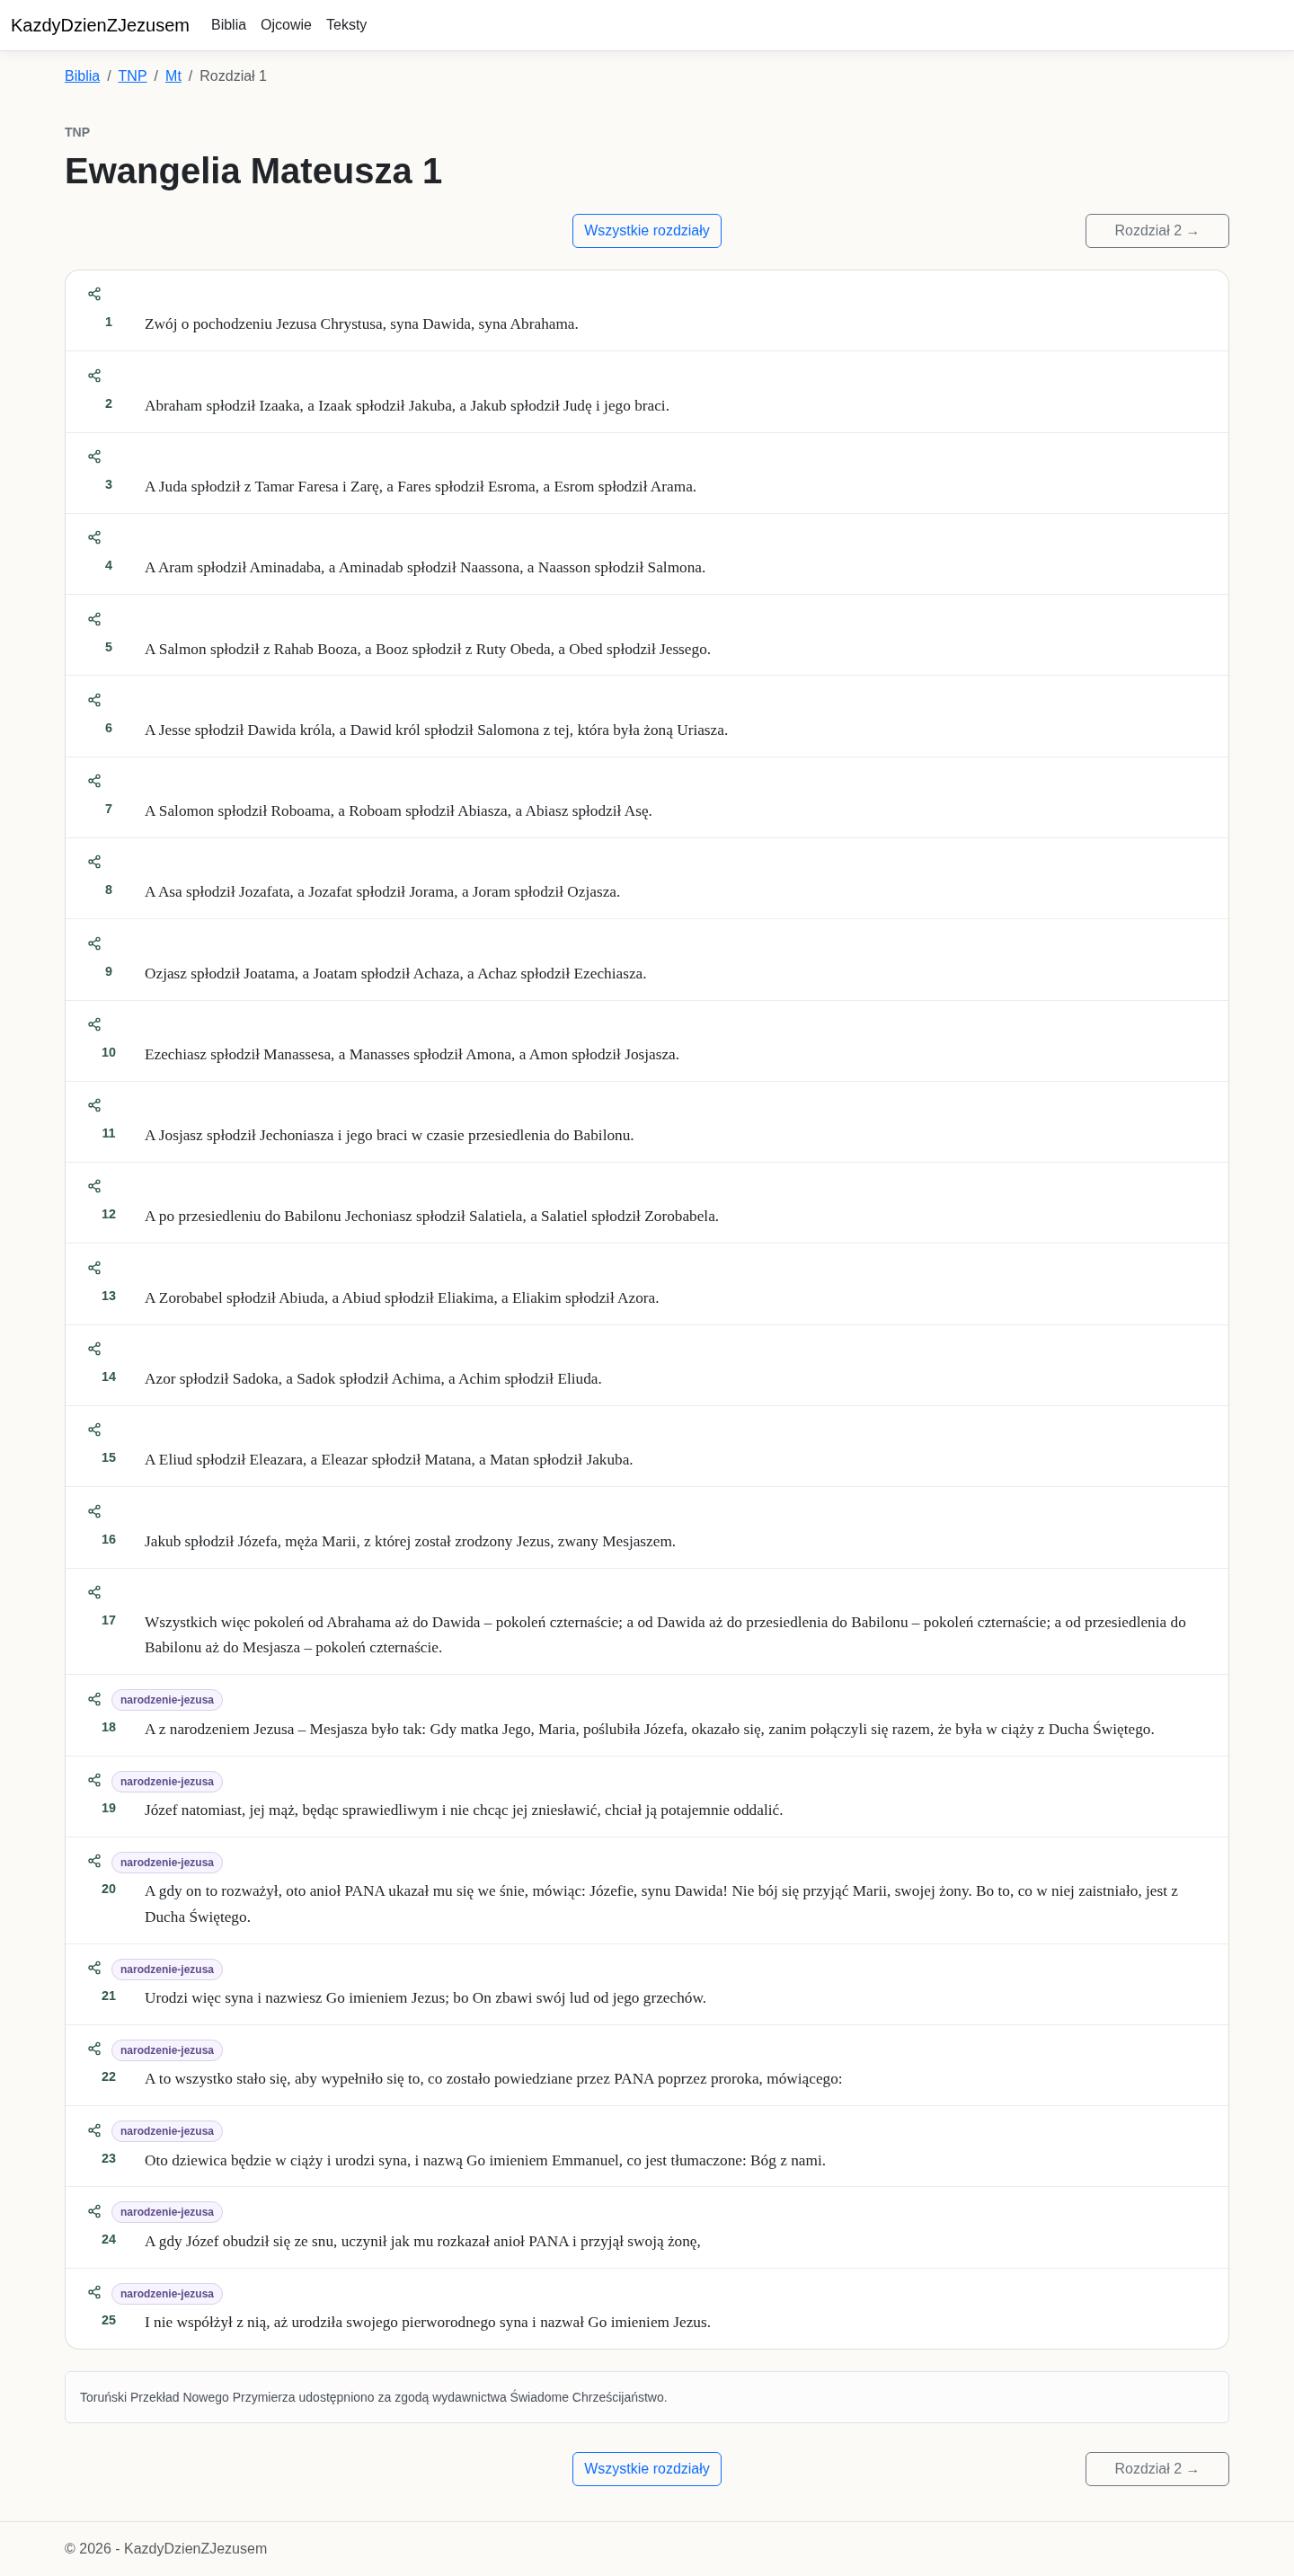 KazdyDzienZJezusem Biblia Ojcowie Teksty
Biblia / TNP / Mt / Rozdział 1
TNP
Ewangelia Mateusza 1
Wszystkie rozdziały Rozdział 2 →
1 Zwój o pochodzeniu Jezusa Chrystusa, syna Dawida, syna Abrahama.
2 Abraham spłodził Izaaka, a Izaak spłodził Jakuba, a Jakub spłodził Judę i jego braci.
3 A Juda spłodził z Tamar Faresa i Zarę, a Fares spłodził Esroma, a Esrom spłodził Arama.
4 A Aram spłodził Aminadaba, a Aminadab spłodził Naassona, a Naasson spłodził Salmona.
5 A Salmon spłodził z Rahab Booza, a Booz spłodził z Ruty Obeda, a Obed spłodził Jessego.
6 A Jesse spłodził Dawida króla, a Dawid król spłodził Salomona z tej, która była żoną Uriasza.
7 A Salomon spłodził Roboama, a Roboam spłodził Abiasza, a Abiasz spłodził Asę.
8 A Asa spłodził Jozafata, a Jozafat spłodził Jorama, a Joram spłodził Ozjasza.
9 Ozjasz spłodził Joatama, a Joatam spłodził Achaza, a Achaz spłodził Ezechiasza.
10 Ezechiasz spłodził Manassesa, a Manasses spłodził Amona, a Amon spłodził Josjasza.
11 A Josjasz spłodził Jechoniasza i jego braci w czasie przesiedlenia do Babilonu.
12 A po przesiedleniu do Babilonu Jechoniasz spłodził Salatiela, a Salatiel spłodził Zorobabela.
13 A Zorobabel spłodził Abiuda, a Abiud spłodził Eliakima, a Eliakim spłodził Azora.
14 Azor spłodził Sadoka, a Sadok spłodził Achima, a Achim spłodził Eliuda.
15 A Eliud spłodził Eleazara, a Eleazar spłodził Matana, a Matan spłodził Jakuba.
16 Jakub spłodził Józefa, męża Marii, z której został zrodzony Jezus, zwany Mesjaszem.
17 Wszystkich więc pokoleń od Abrahama aż do Dawida – pokoleń czternaście; a od Dawida aż do przesiedlenia do Babilonu – pokoleń czternaście; a od przesiedlenia do
Babilonu aż do Mesjasza – pokoleń czternaście.
narodzenie-jezusa
18 A z narodzeniem Jezusa – Mesjasza było tak: Gdy matka Jego, Maria, poślubiła Józefa, okazało się, zanim połączyli się razem, że była w ciąży z Ducha Świętego.
narodzenie-jezusa
19 Józef natomiast, jej mąż, będąc sprawiedliwym i nie chcąc jej zniesławić, chciał ją potajemnie oddalić.
narodzenie-jezusa
20 A gdy on to rozważył, oto anioł PANA ukazał mu się we śnie, mówiąc: Józefie, synu Dawida! Nie bój się przyjąć Marii, swojej żony. Bo to, co w niej zaistniało, jest z
Ducha Świętego.
narodzenie-jezusa
21 Urodzi więc syna i nazwiesz Go imieniem Jezus; bo On zbawi swój lud od jego grzechów.
narodzenie-jezusa
22 A to wszystko stało się, aby wypełniło się to, co zostało powiedziane przez PANA poprzez proroka, mówiącego:
narodzenie-jezusa
23 Oto dziewica będzie w ciąży i urodzi syna, i nazwą Go imieniem Emmanuel, co jest tłumaczone: Bóg z nami.
narodzenie-jezusa
24 A gdy Józef obudził się ze snu, uczynił jak mu rozkazał anioł PANA i przyjął swoją żonę,
narodzenie-jezusa
25 I nie współżył z nią, aż urodziła swojego pierworodnego syna i nazwał Go imieniem Jezus.
Toruński Przekład Nowego Przymierza udostępniono za zgodą wydawnictwa Świadome Chrześcijaństwo.
Wszystkie rozdziały Rozdział 2 →
© 2026 - KazdyDzienZJezusem